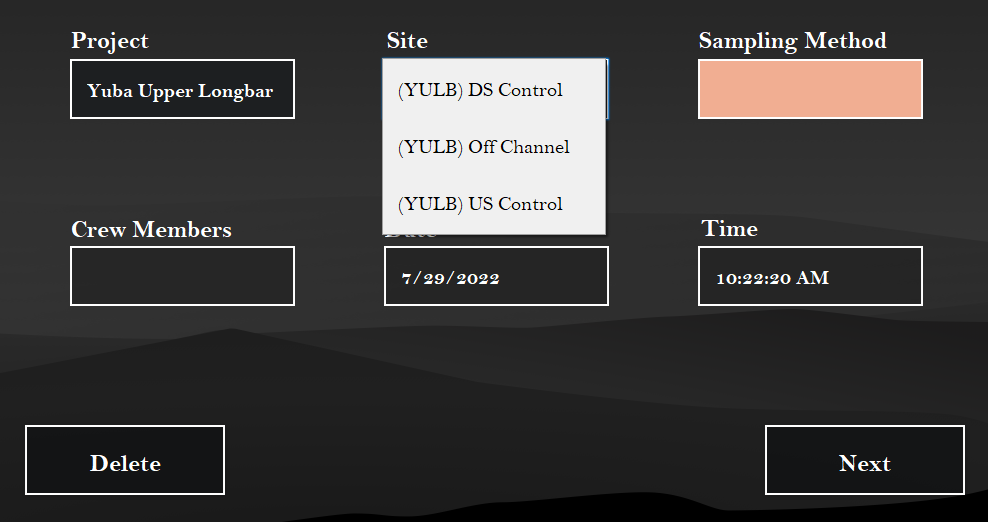 Project
Site
Sampling Method
Yuba Upper Longbar
(YULB) DS Control
(YULB) Off Channel
(YULB) US Control
Crew Members
Time
7/29/2022
10:22:20 AM
Delete
Next